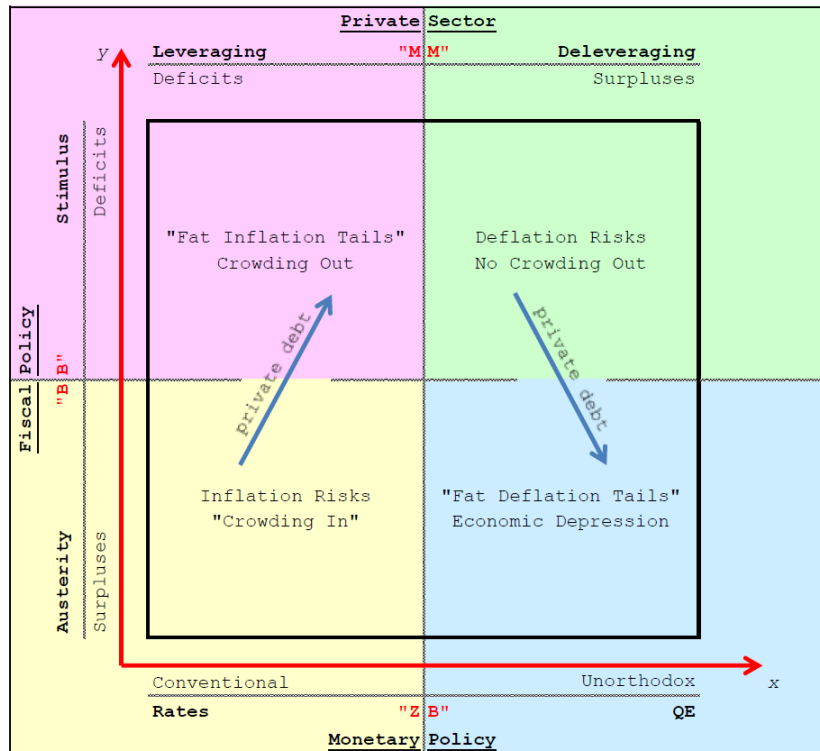 Private Sector
y Leveraging "M M" Deleveraging
Deficits Surpluses
Stimulus
Deficits
"Fat Inflation Tails" Deflation Risks
Crowding Out No Crowding Out
private debt private debt
Fiscal Policy
"B B"
Inflation Risks "Fat Deflation Tails"
"Crowding In" Economic Depression
Austerity
Surpluses
Conventional Unorthodox x
Rates "Z B" QE
Monetary Policy